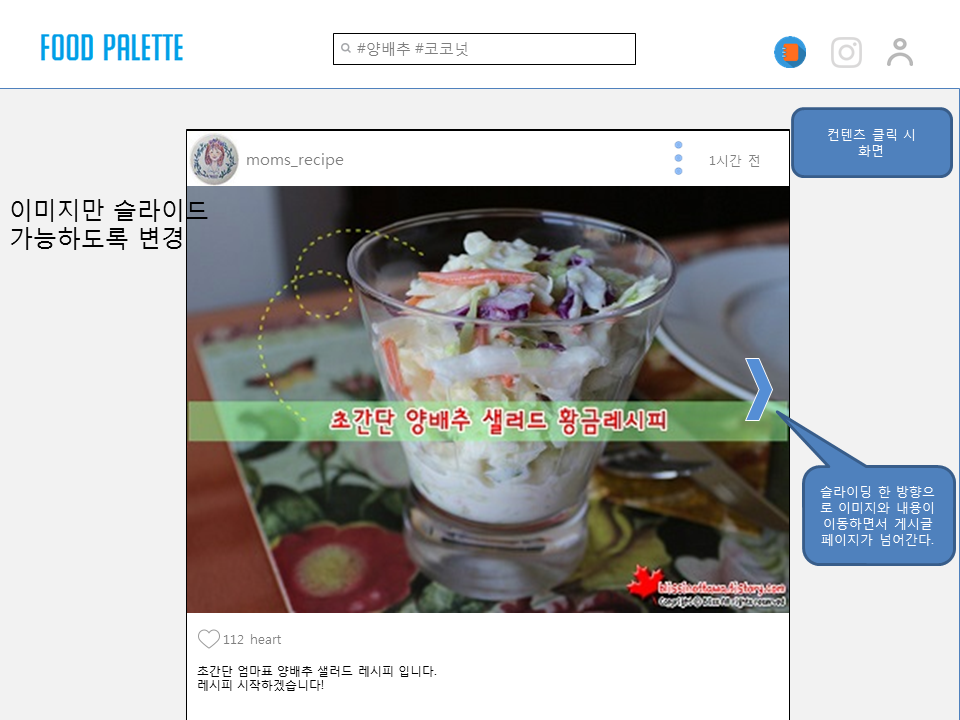 FOOD PALETTE
#양배추 #코코넛
컨텐츠 클릭 시
화면
moms_recipe
1시간 전
이미지만 슬라이드
가능하도록 변경
초간단 양배추 샐러드 황금레시피
슬라이딩 한 방향으
로 이미지와 내용이
이동하면서 게시글
페이지가 넘어간다.
blissinottawa.tistory.com
Copyright © Bliss All rights reserved
112 heart
초간단 엄마표 양배추 샐러드 레시피 입니다.
레시피 시작하겠습니다!